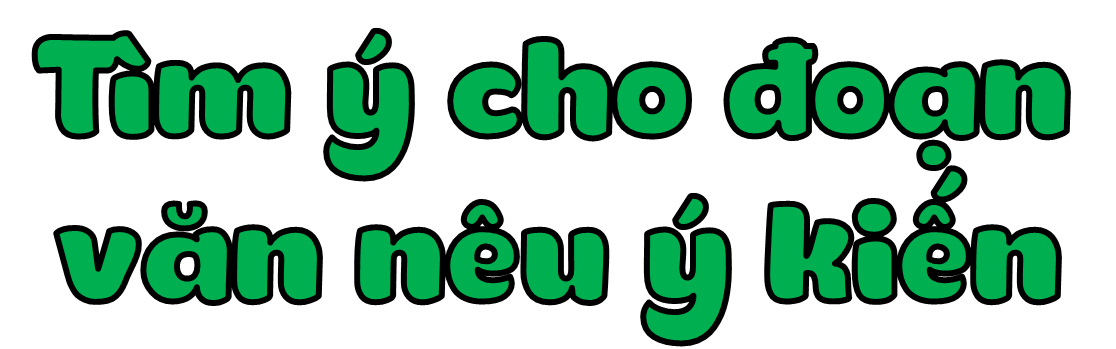 Tìm ý cho đoạn
văn nêu ý kiến